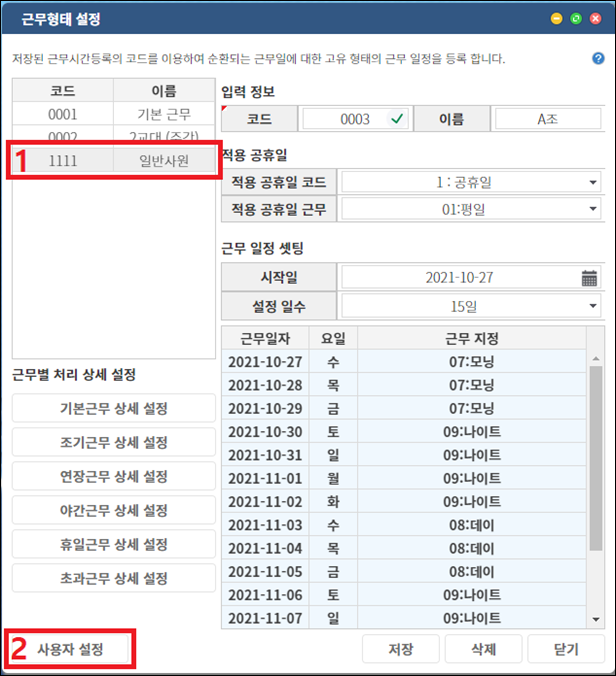 근무형태 설정
저장된 근무시간등록의 코드를 이용하여 순환되는 근무일에 대한 고유 형태의 근무 일정을 등록 합니다. ?
코드 이름
0001 기본 근무
0002 2교대 (주간)
1 1111 일반사원
입력 정보
코드 0003 이름 A조
적용 공휴일
적용 공휴일 코드 1 : 공휴일
적용 공휴일 근무 01:평일
근무 일정 셋팅
시작일 2021-10-27
설정 일수 15일
근무일자 요일 근무 지정
2021-10-27 수 07:모닝
2021-10-28 목 07:모닝
2021-10-29 금 07:모닝
2021-10-30 토 09:나이트
2021-10-31 일 09:나이트
2021-11-01 월 09:나이트
2021-11-02 화 09:나이트
2021-11-03 수 08:데이
2021-11-04 목 08:데이
2021-11-05 금 08:데이
2021-11-06 토 09:나이트
2021-11-07 일 09:나이트
근무별 처리 상세 설정
기본근무 상세 설정
조기근무 상세 설정
연장근무 상세 설정
야간근무 상세 설정
휴일근무 상세 설정
초과근무 상세 설정
2 사용자 설정
저장 삭제 닫기